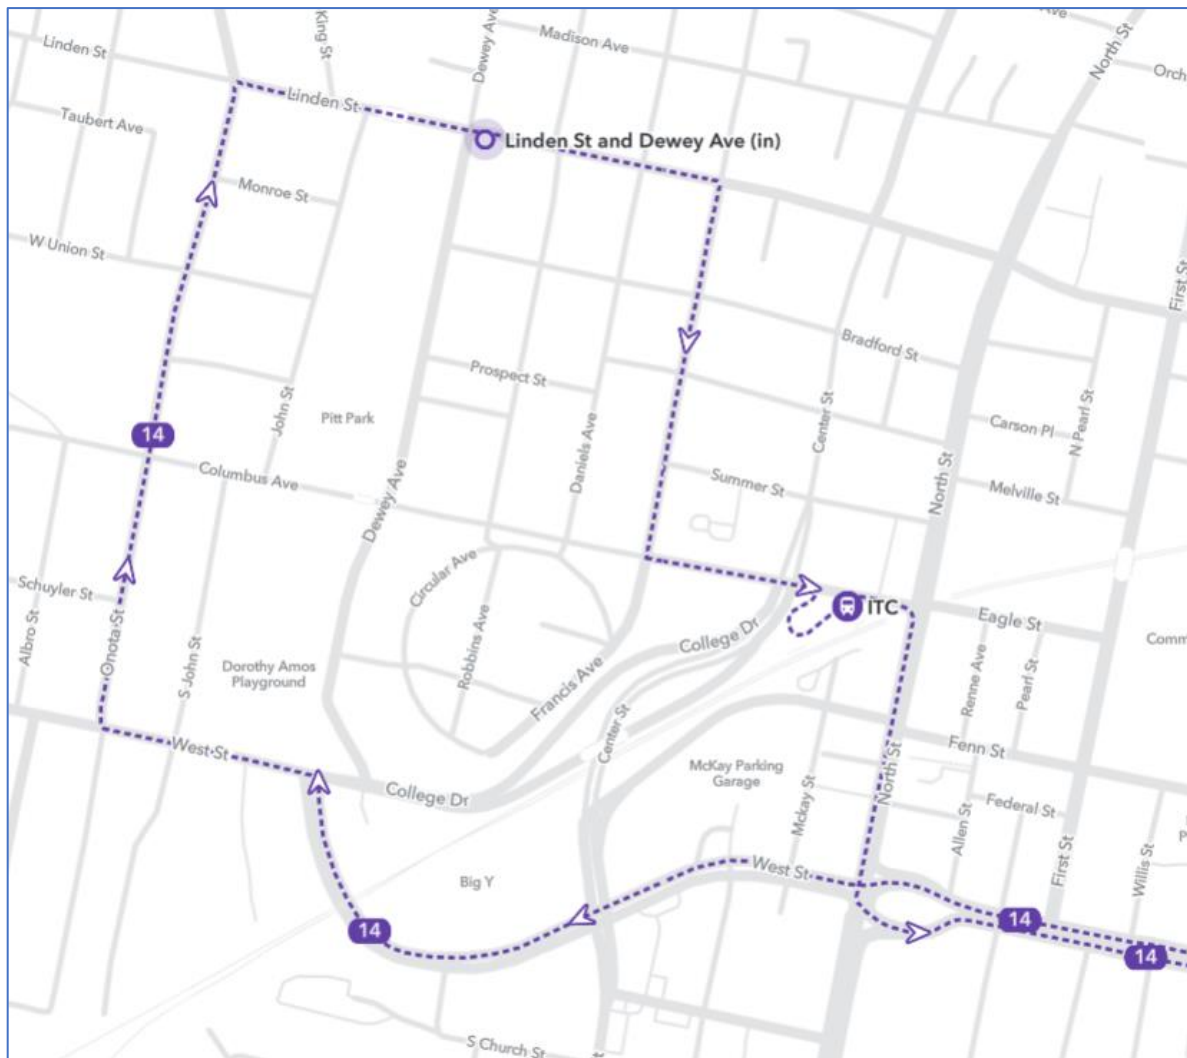 Ave
King St
Dewey Ave
Madison Ave
North St
Linden St
Orch
Linden St
Taubert Ave
Linden St and Dewey Ave (in)
Monroe St
W Union St
First St
Bradford St
Prospect St
Pitt Park
John St
Center St
Carson Pl
N Pearl St
14
Daniels Ave
Columbus Ave
Summer St
North St
Melville St
Dewey Ave
Circular Ave
Schuyler St
Albro St
Onota St
ITC
Eagle St
College Dr
Comm
S John St
Dorothy Amos
Playground
Robbins Ave
Francis Ave
Renne Ave
Pearl St
Center St
West St
Fenn St
McKay Parking
Garage
North St
College Dr
Mckay St
Federal St
Allen St
P
Big Y
West St
First St
Willis St
14
14
14
S Church St
St